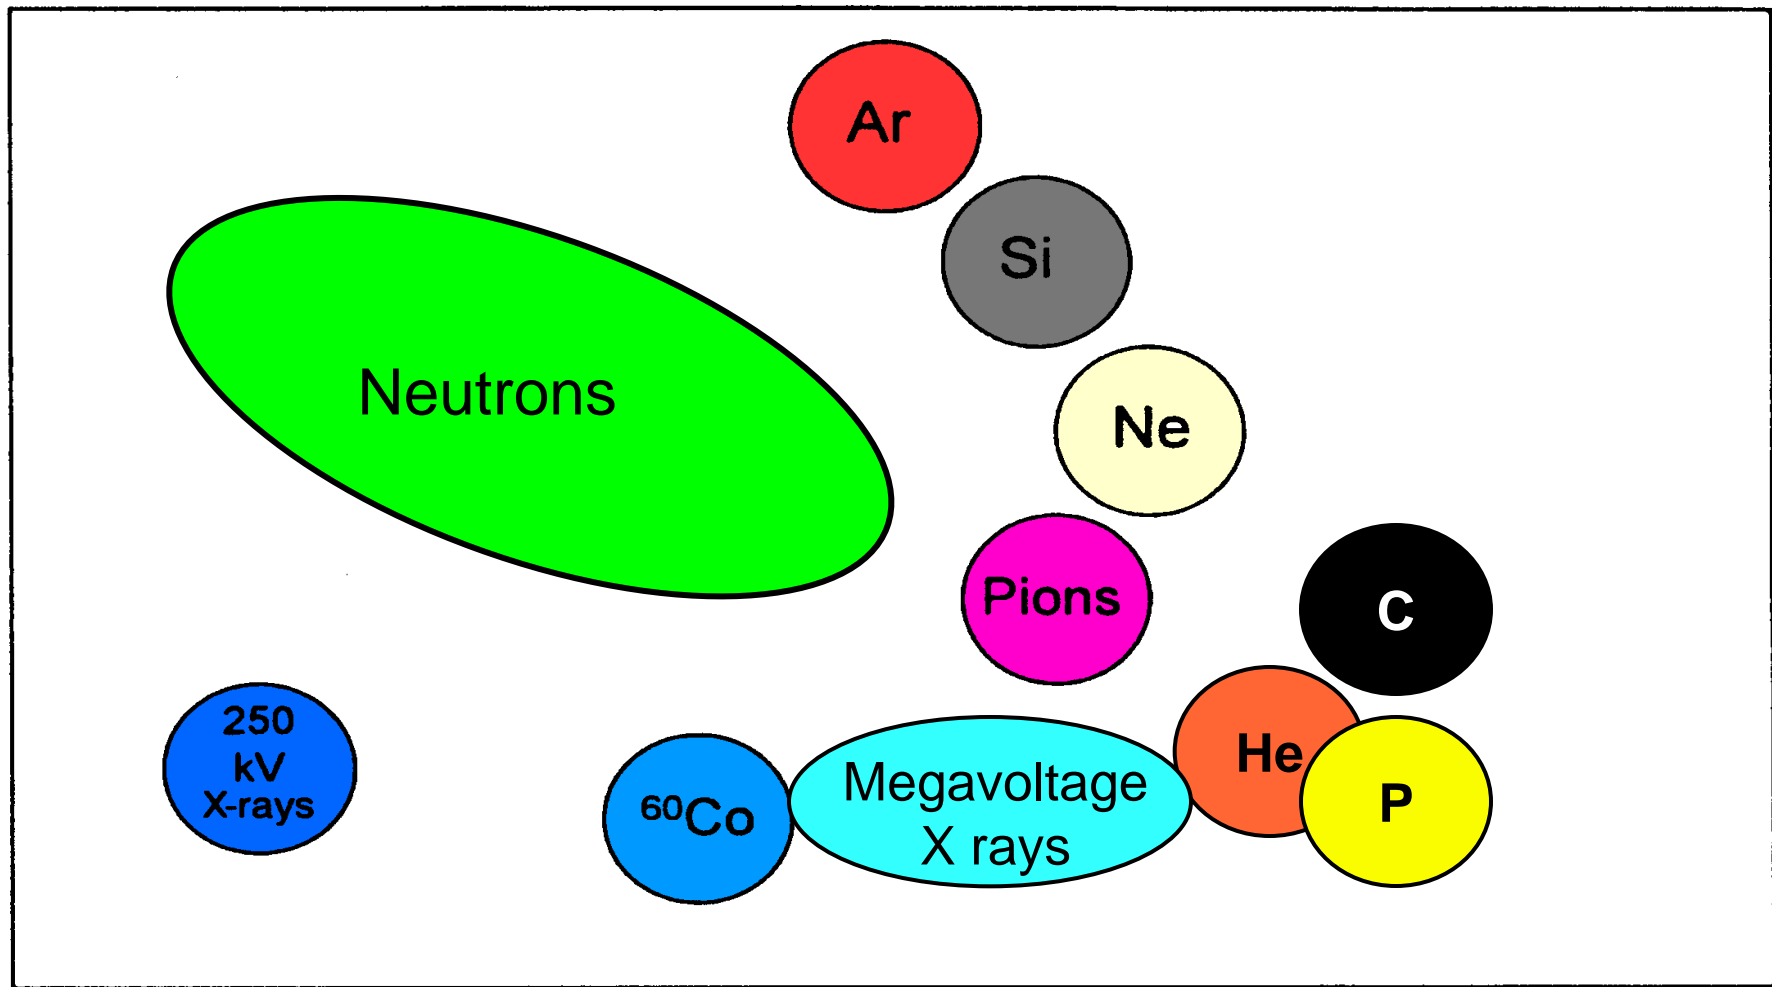 Ar
Si
Neutrons
Ne
Pions
C
250
kV
X-rays
⁶⁰Co
Megavoltage
X rays
He
P